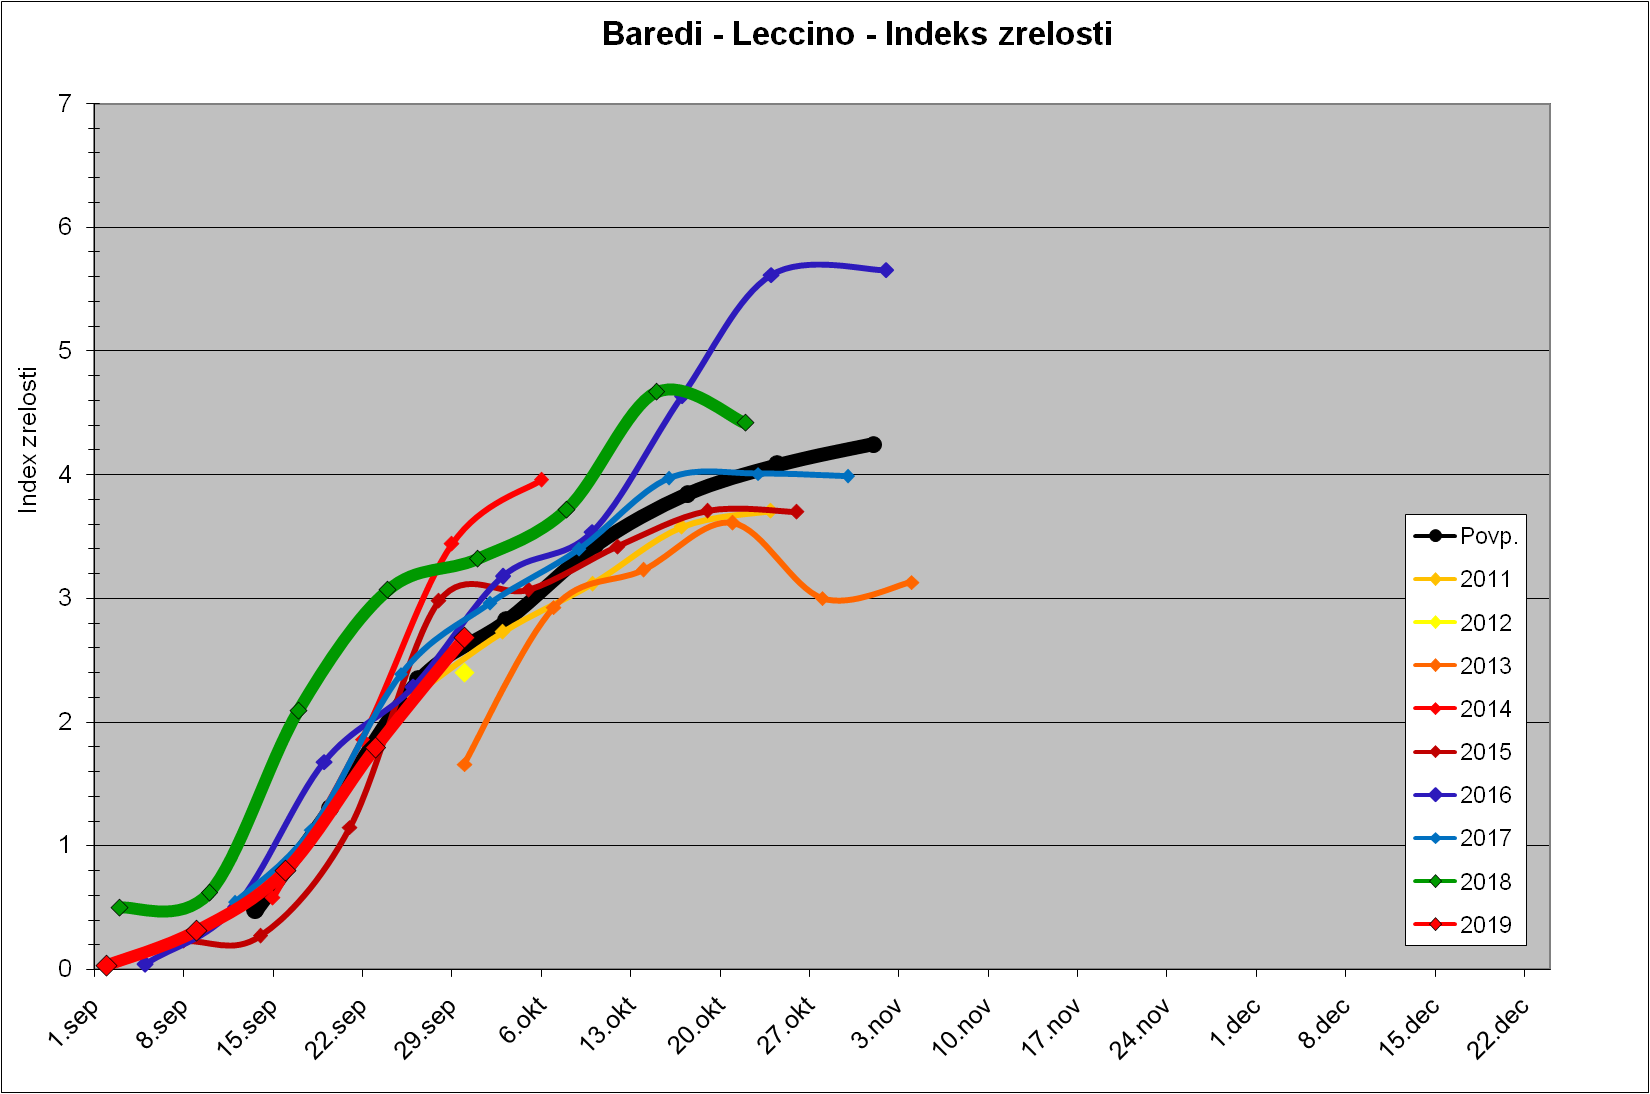 Baredi - Leccino - Indeks zrelosti
Index zrelosti
7
6
5
4
3
2
1
0
1.sep
8.sep
15.sep
22.sep
29.sep
6.okt
13.okt
20.okt
27.okt
3.nov
10.nov
17.nov
24.nov
1.dec
8.dec
15.dec
22.dec
Povp.
2011
2012
2013
2014
2015
2016
2017
2018
2019